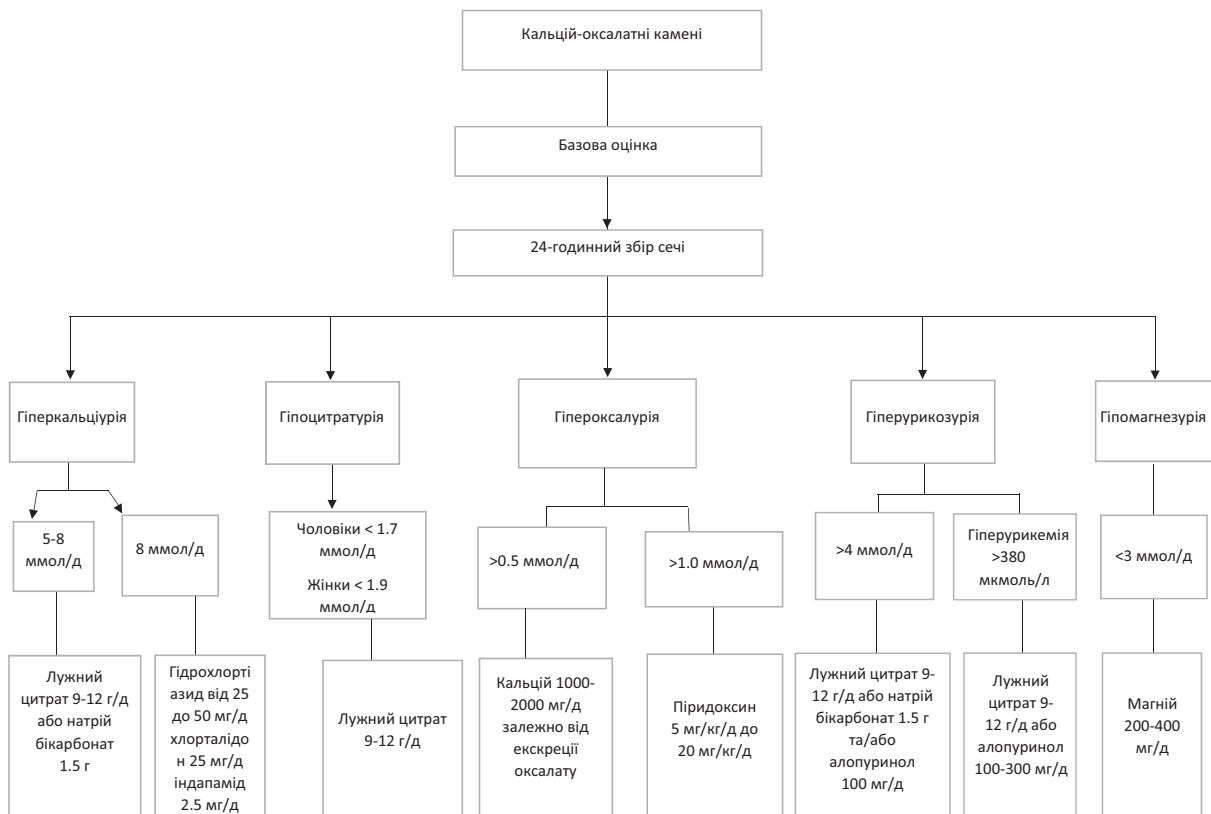 Кальцій-оксалатні камені
Базова оцінка
24-годинний збір сечі
Гіперкальціурія
Гіпоцитратурія
Гіпероксалурія
Гіперурикозурія
Гіпомагнезурія
5-8
ммол/д
8 ммол/д
Чоловіки < 1.7
ммол/д
Жінки < 1.9
ммол/д
>0.5 ммол/д
>1.0 ммол/д
>4 ммол/д
Гіперурикемія
>380
мкмоль/л
<3 ммол/д
Лужний
цитрат 9-12 г/д
або натрій
бікарбонат
1.5 г
Гідрохлорті
азид від 25
до 50 мг/д
хлорталідо
н 25 мг/д
індапамід
2.5 мг/д
Лужний цитрат
9-12 г/д
Кальцій 1000-
2000 мг/д
залежно від
екскреції
оксалату
Піридоксин
5 мг/кг/д до
20 мг/кг/д
Лужний цитрат 9-
12 г/д або натрій
бікарбонат 1.5 г
та/або
алопуринол
100 мг/д
Лужний
цитрат 9-
12 г/д або
алопуринол
100-300 мг/д
Магній
200-400
мг/д